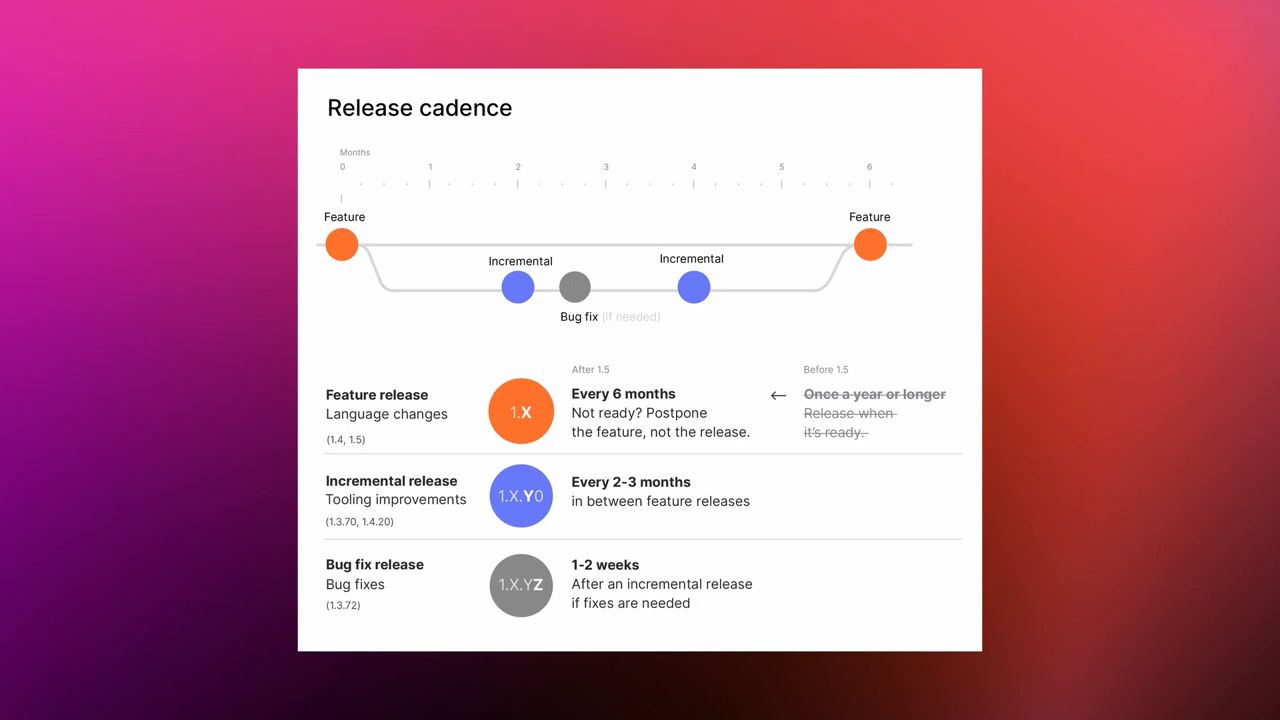 Release cadence
Months
0 1 2 3 4 5 6
Feature Feature
Incremental Incremental
Bug fix (if needed)
After 1.5 Before 1.5
Feature release
Language changes
(1.4, 1.5)
1.X
Every 6 months
Not ready? Postpone
the feature, not the release.
← Once a year or longer
Release when
it's ready.
Incremental release
Tooling improvements
(1.3.70, 1.4.20)
1.X.Y0
Every 2-3 months
in between feature releases
Bug fix release
Bug fixes
(1.3.72)
1.X.YZ
1-2 weeks
After an incremental release
if fixes are needed